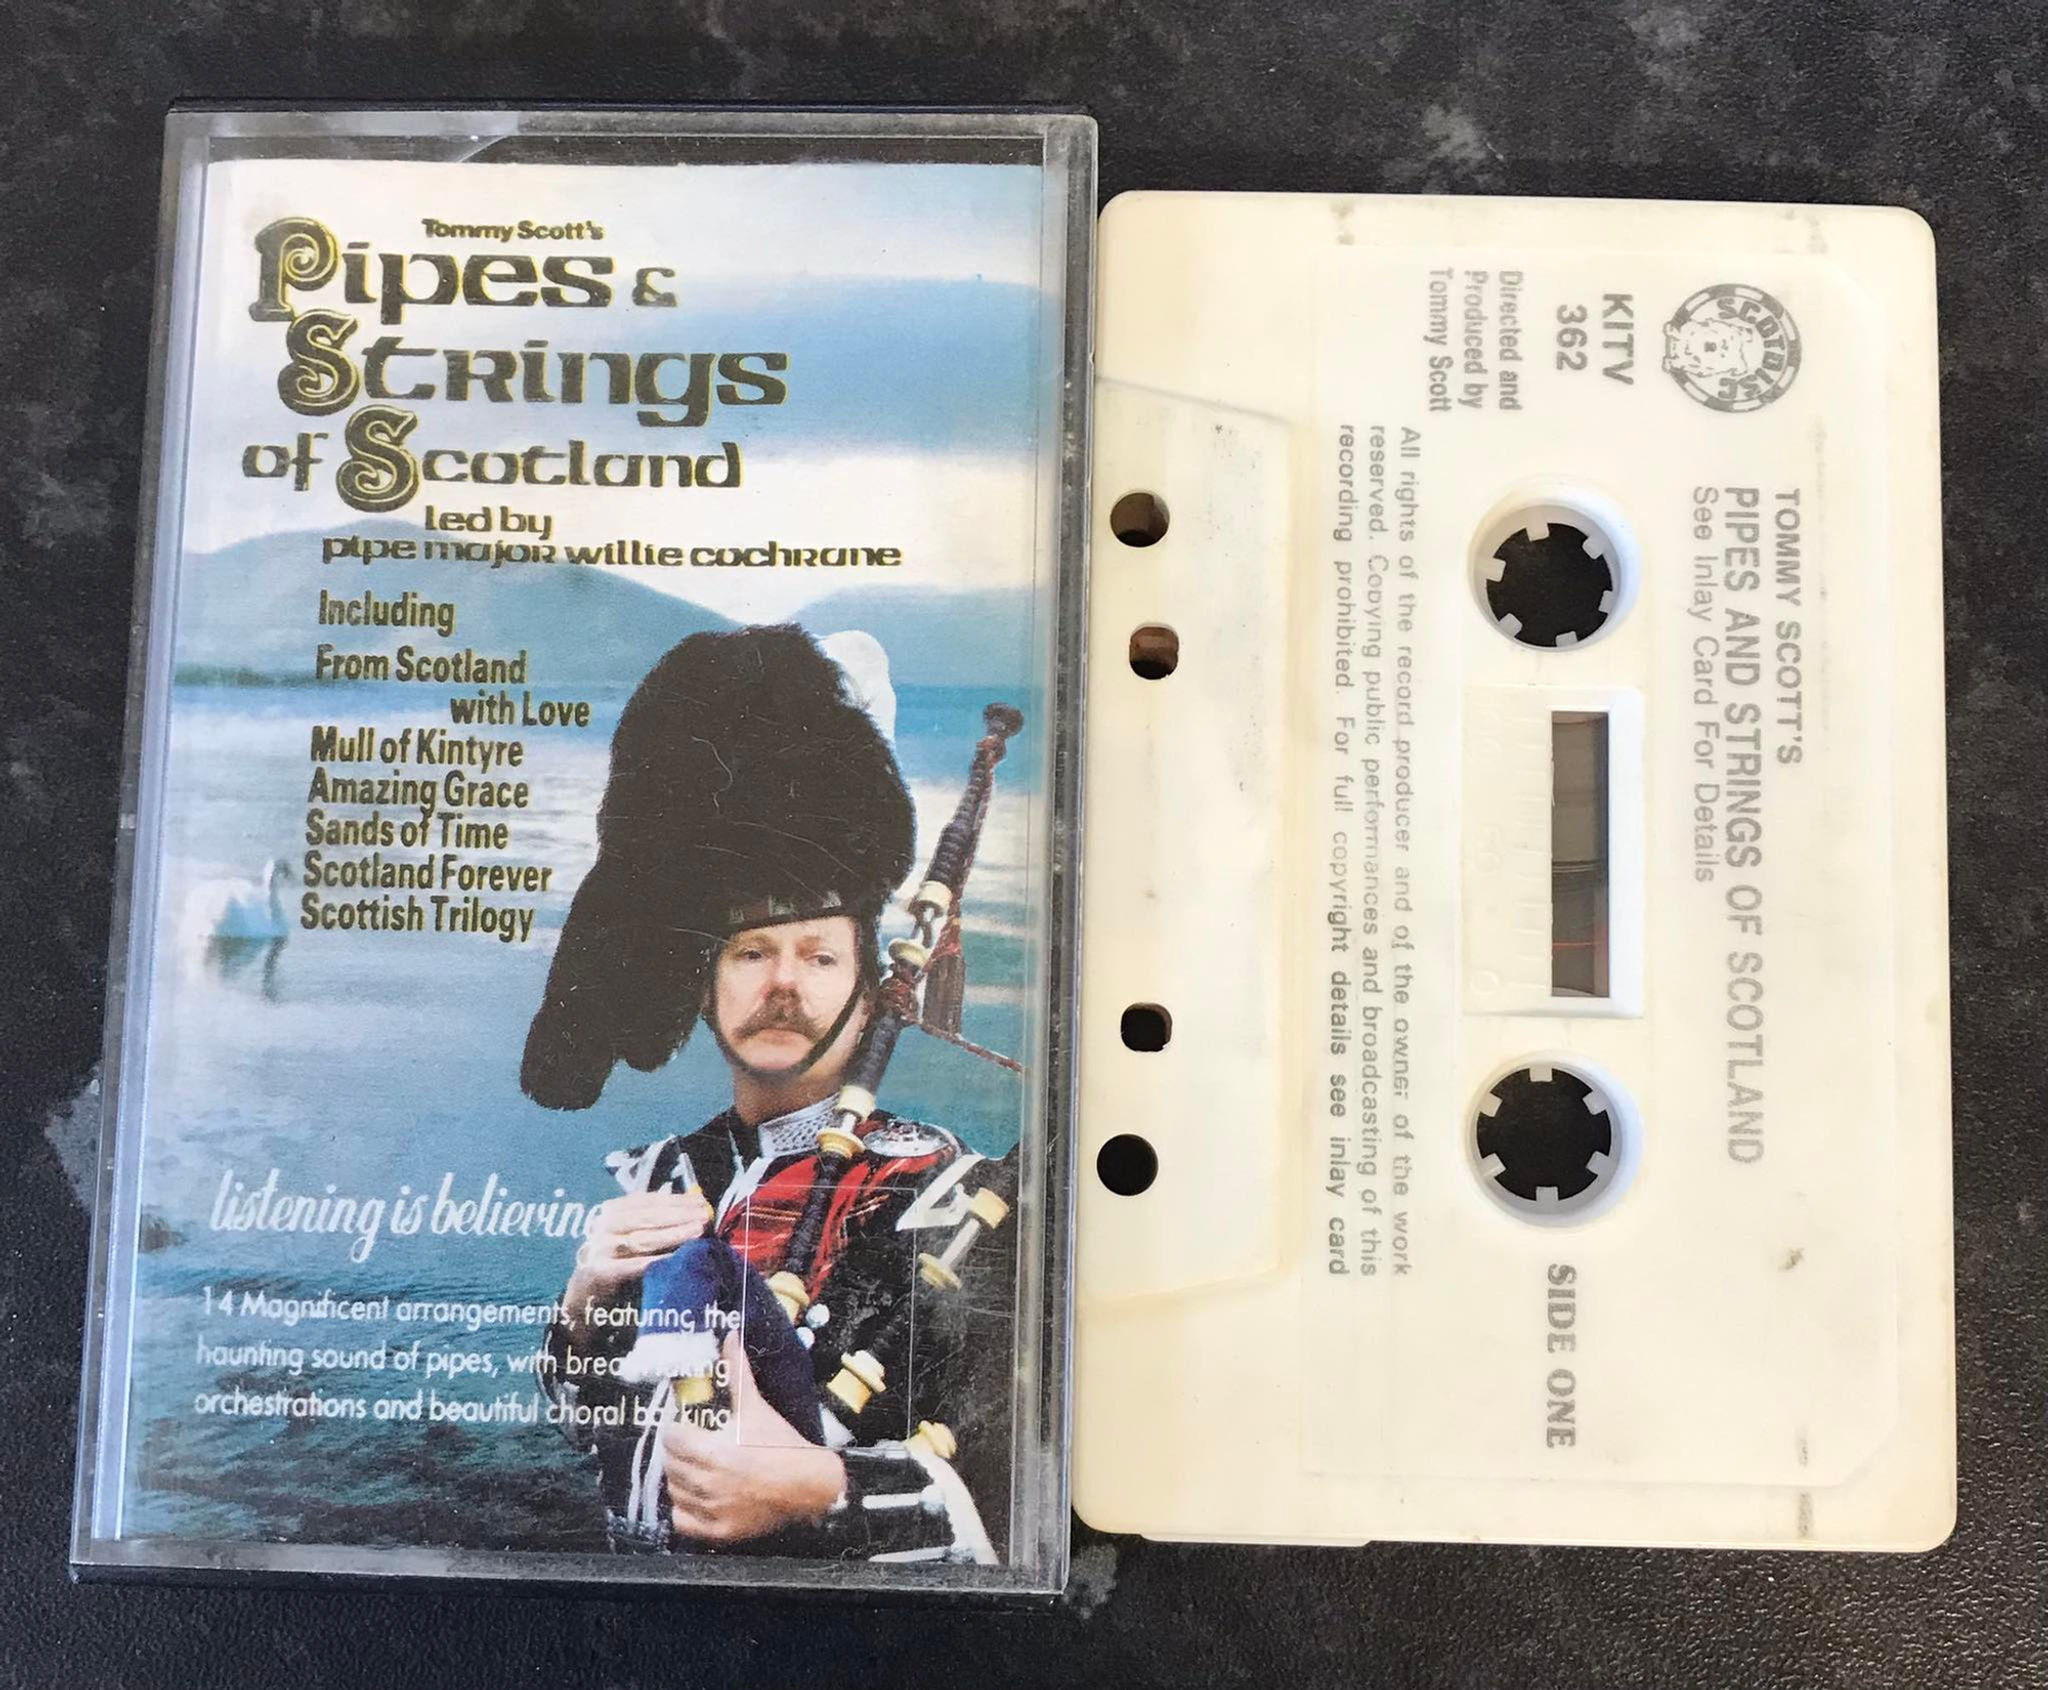 Tommy Scott's
Pipes &
Strings
of Scotland
led by
pipe major willie cochrane
Including
From Scotland
with Love
Mull of Kintyre
Amazing Grace
Sands of Time
Scotland Forever
Scottish Trilogy
listening is believing
14 Magnificent arrangements, featuring the
haunting sound of pipes, with
orchestrations and beautiful choral backing
TOMMY SCOTT'S
PIPES AND STRINGS OF SCOTLAND
See Inlay Card For Details
KITV
362
Directed and
Produced by
Tommy Scott
SIDE ONE
All rights of the record producer and of the owner of the work
reserved. Copying public performances and broadcasting of this
recording prohibited. For full copyright details see inlay card